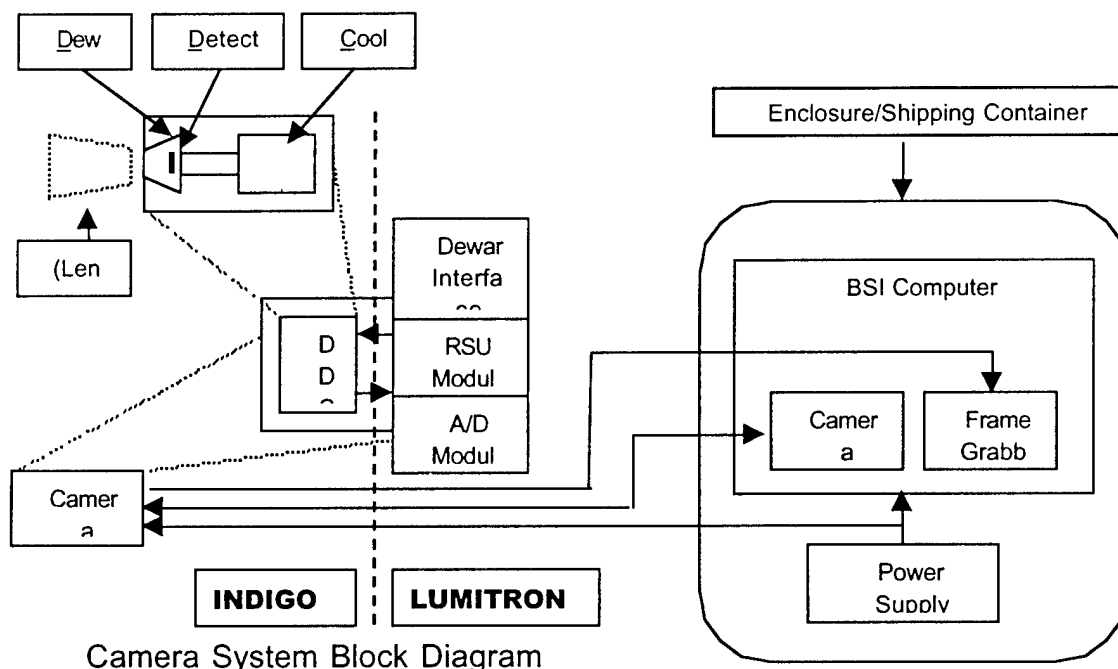 Dew
Detect
Cool
Enclosure/Shipping Container
(Len
Dewar
Interfa
BSI Computer
D
D
RSU
Modul
A/D
Modul
Camer
a
Frame
Grabb
Camer
a
Power
Supply
INDIGO
LUMITRON
Camera System Block Diagram